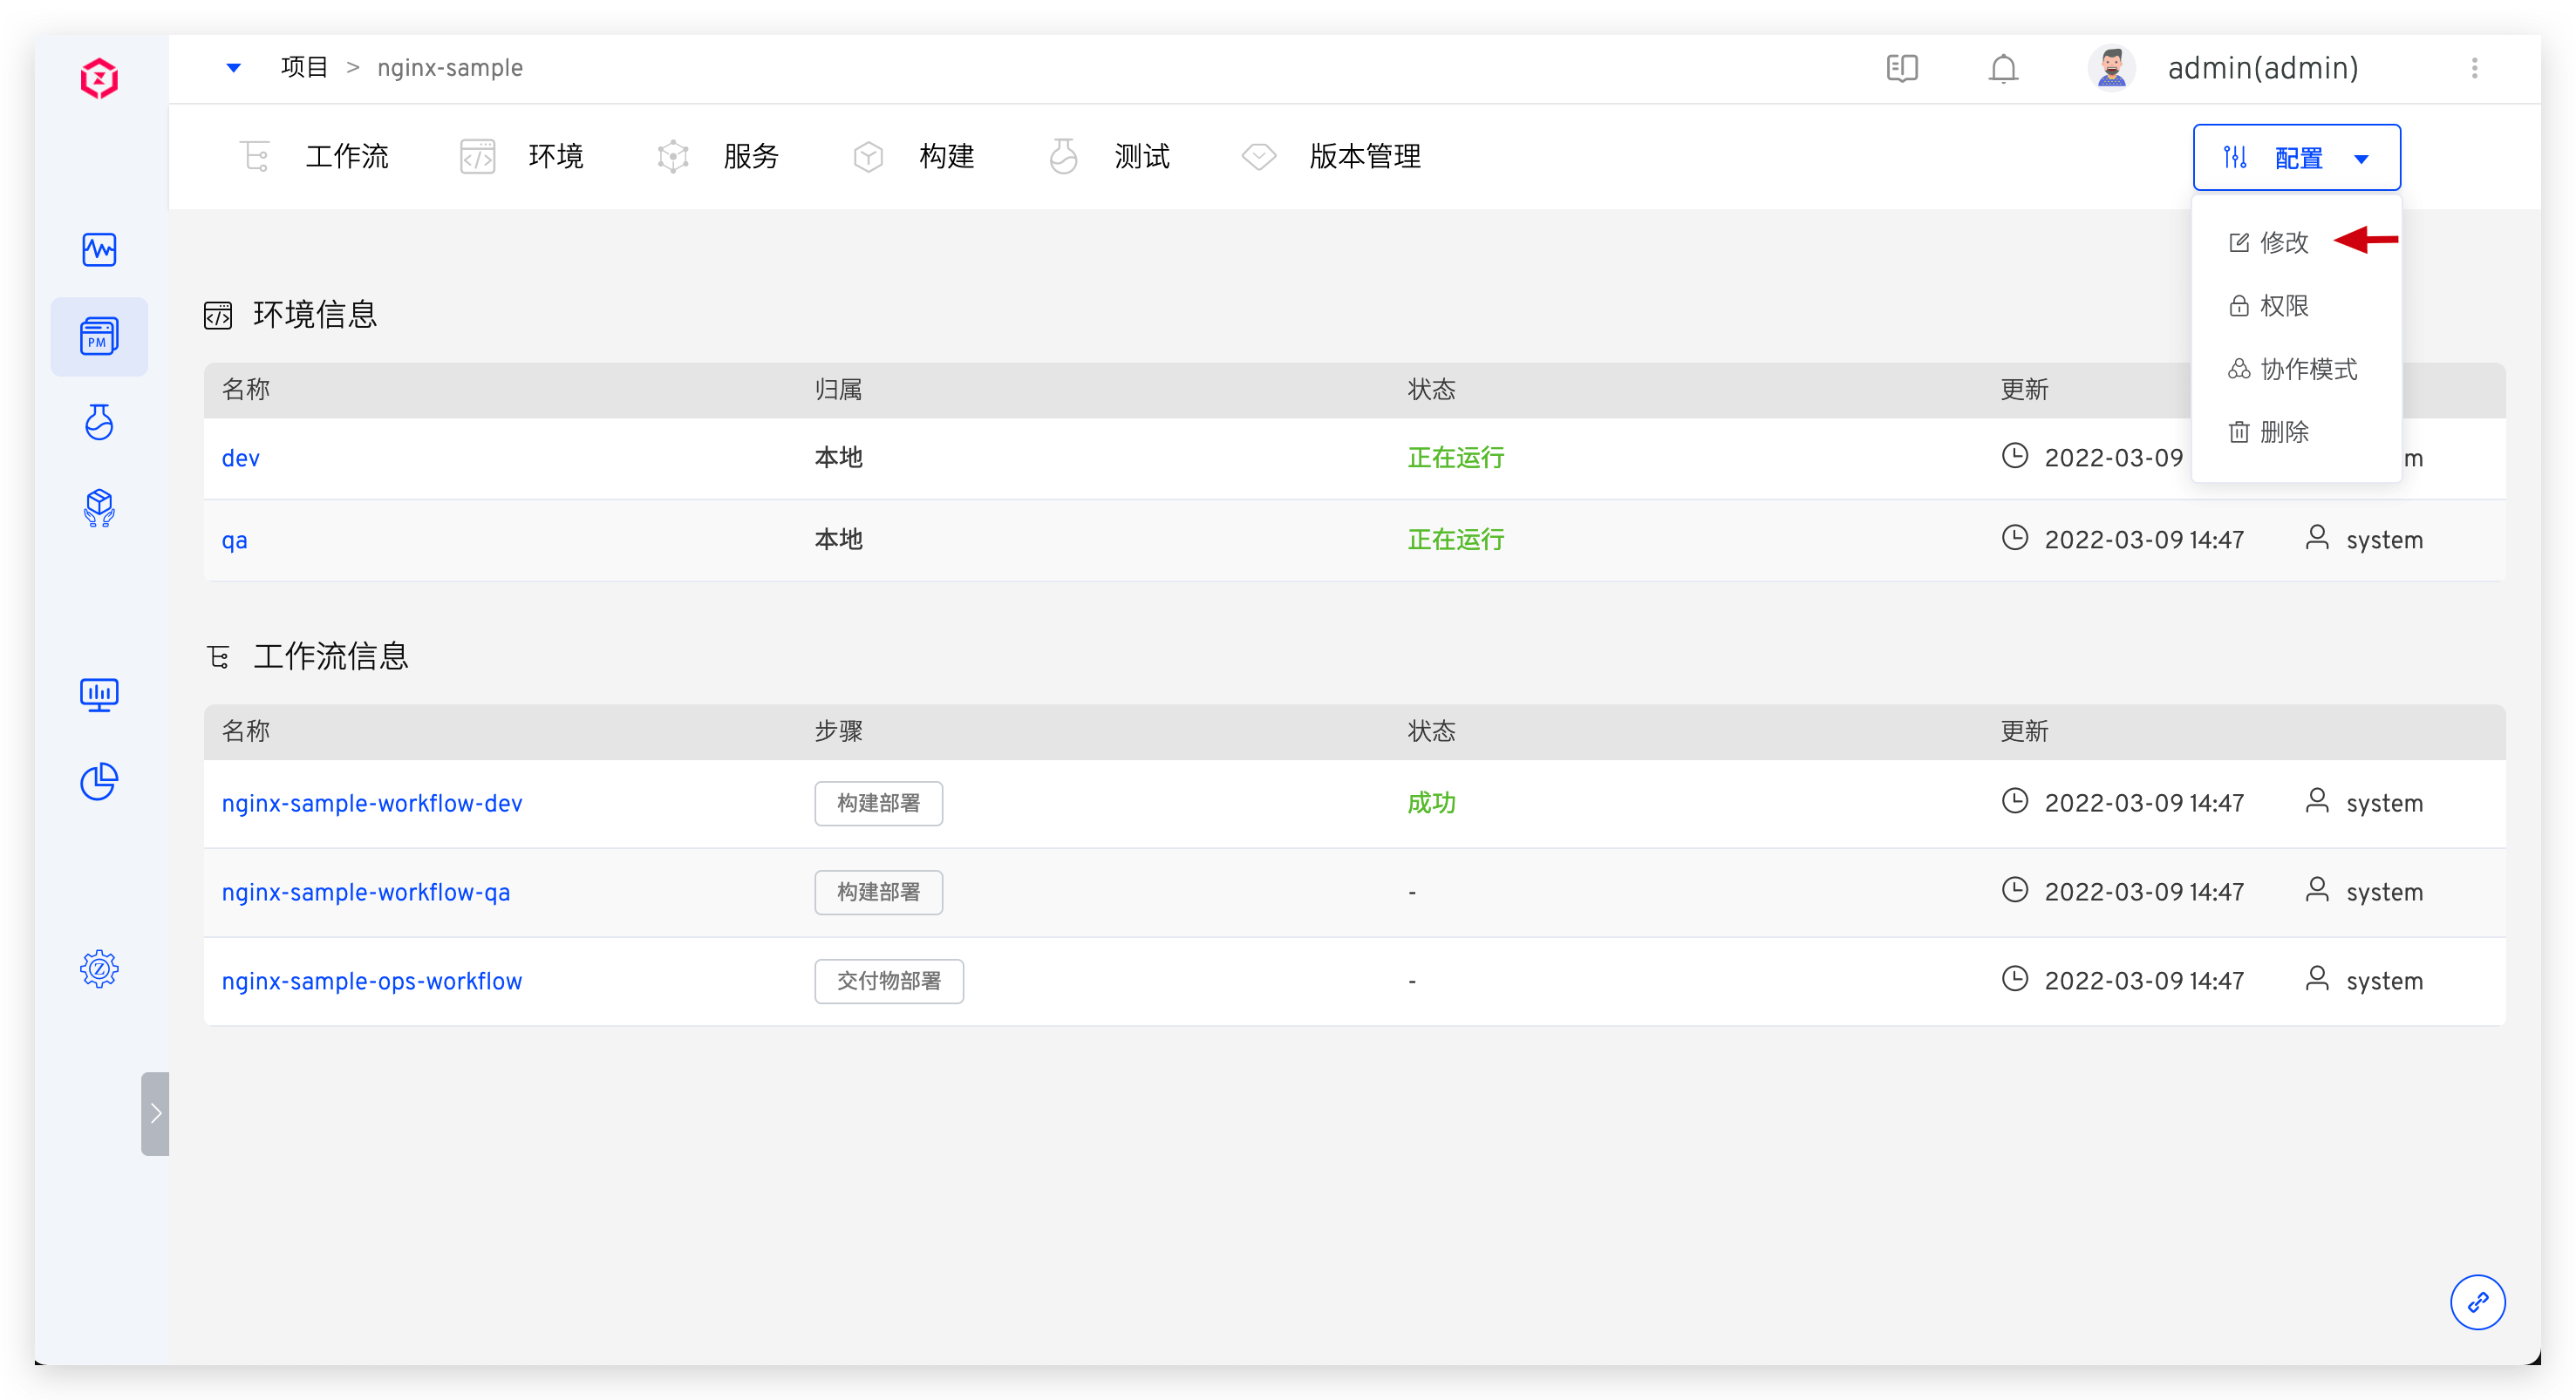 项目 > nginx-sample admin(admin)
工作流 环境 服务 构建 测试 版本管理 配置
修改
权限
协作模式
删除
环境信息
名称 归属 状态 更新
dev 本地 正在运行 2022-03-09 m
qa 本地 正在运行 2022-03-09 14:47 system
PM
工作流信息
名称 步骤 状态 更新
nginx-sample-workflow-dev 构建部署 成功 2022-03-09 14:47 system
nginx-sample-workflow-qa 构建部署 - 2022-03-09 14:47 system
nginx-sample-ops-workflow 交付物部署 - 2022-03-09 14:47 system